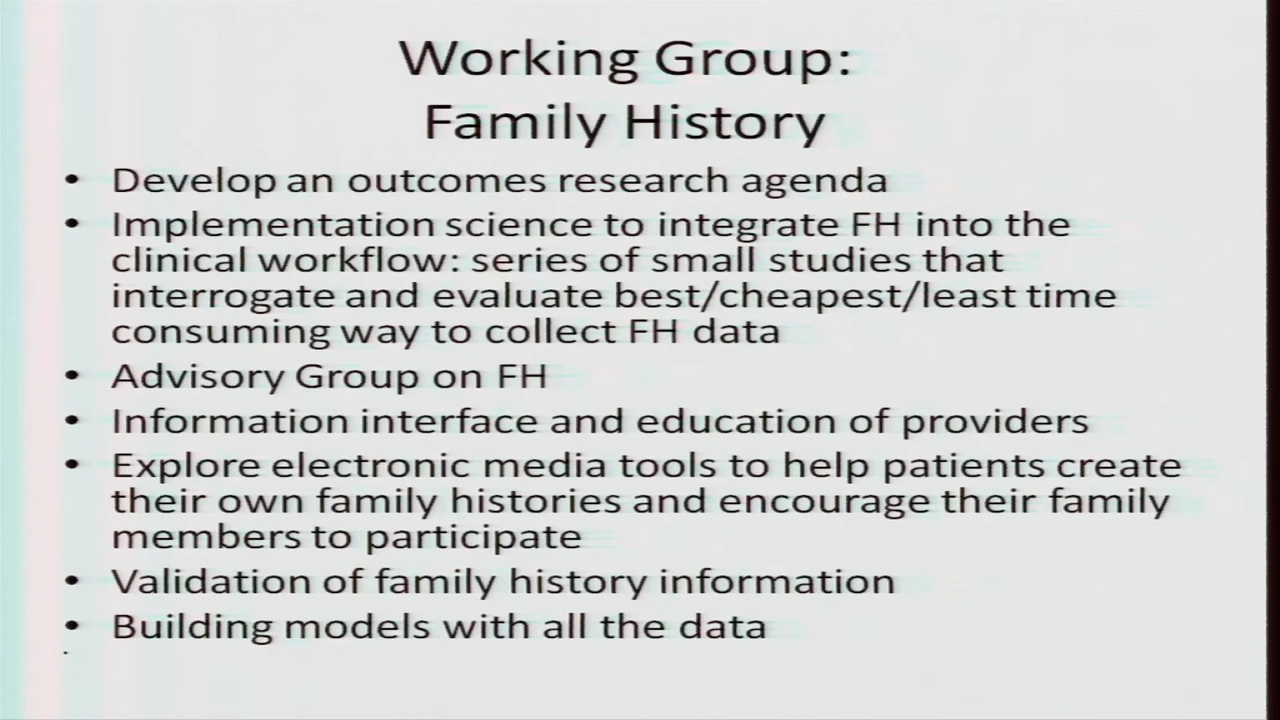 Working Group:
Family History
• Develop an outcomes research agenda
• Implementation science to integrate FH into the
clinical workflow: series of small studies that
interrogate and evaluate best/cheapest/least time
consuming way to collect FH data
• Advisory Group on FH
• Information interface and education of providers
• Explore electronic media tools to help patients create
their own family histories and encourage their family
members to participate
• Validation of family history information
• Building models with all the data
•